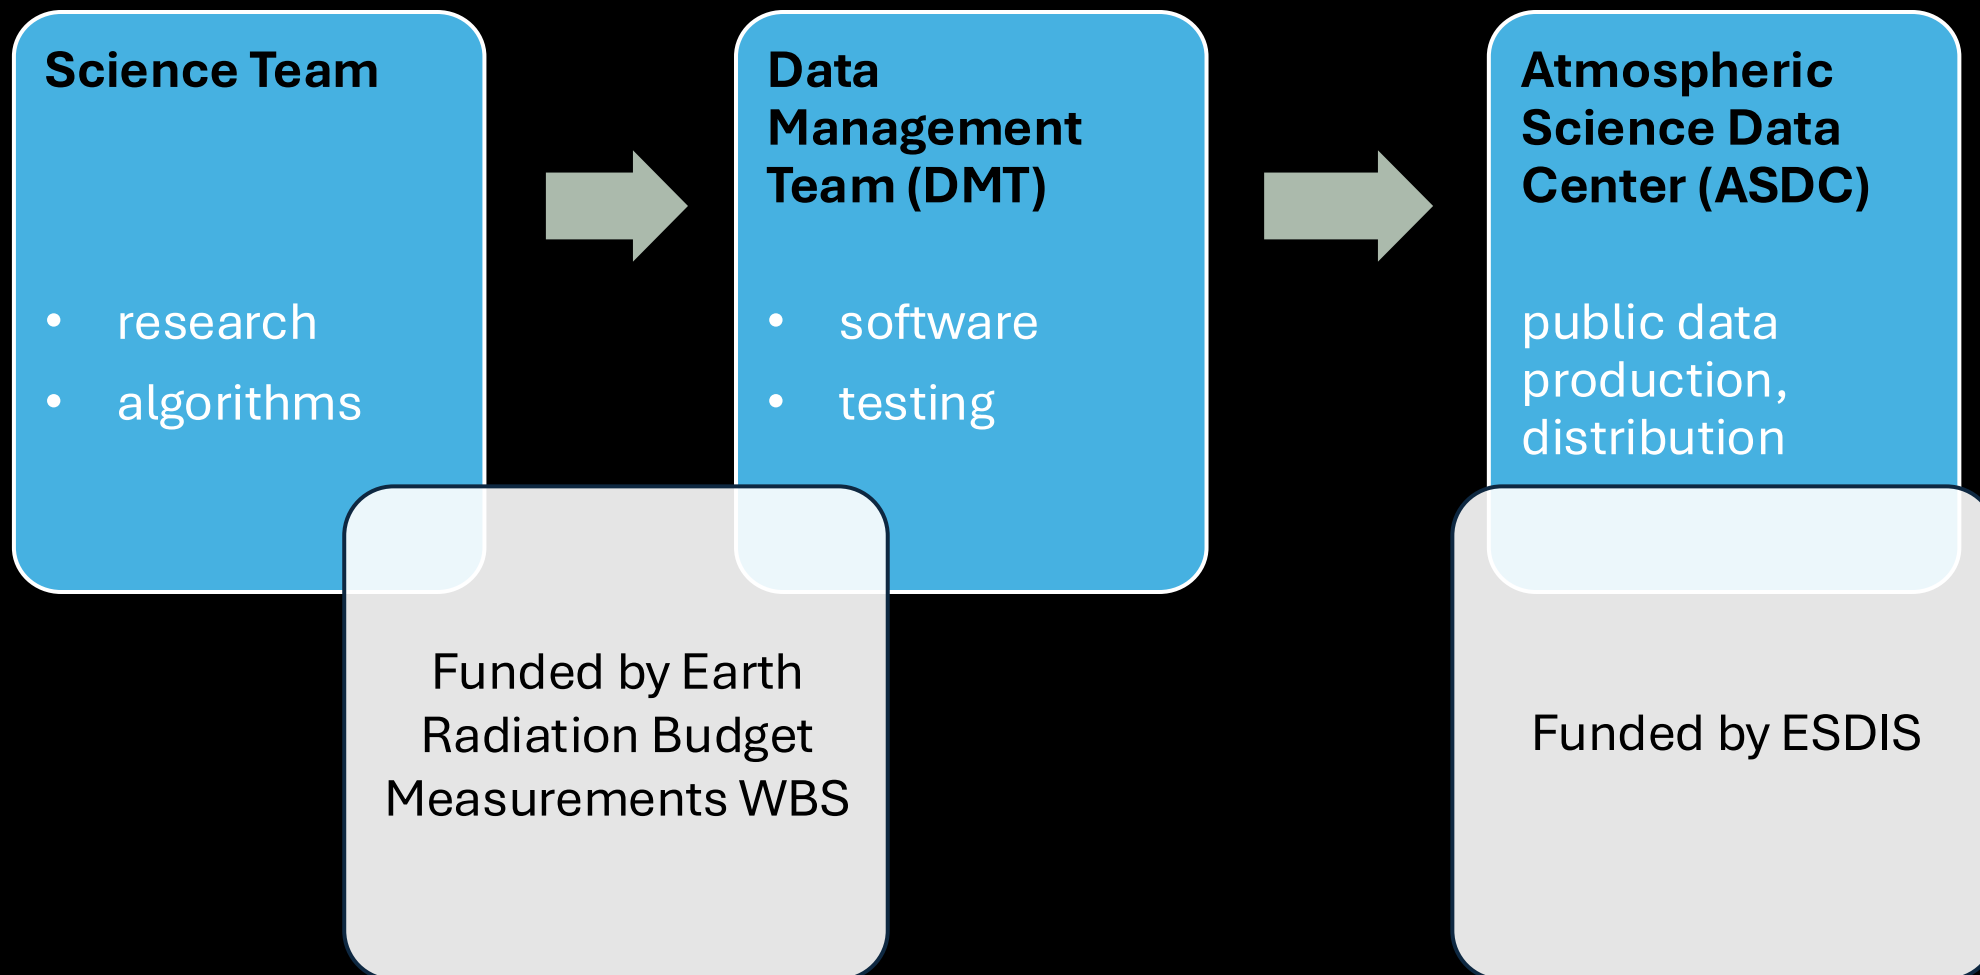 Science Team
• research
• algorithms
Data
Management
Team (DMT)
• software
• testing
Atmospheric
Science Data
Center (ASDC)
public data
production,
distribution
Funded by Earth
Radiation Budget
Measurements WBS
Funded by ESDIS